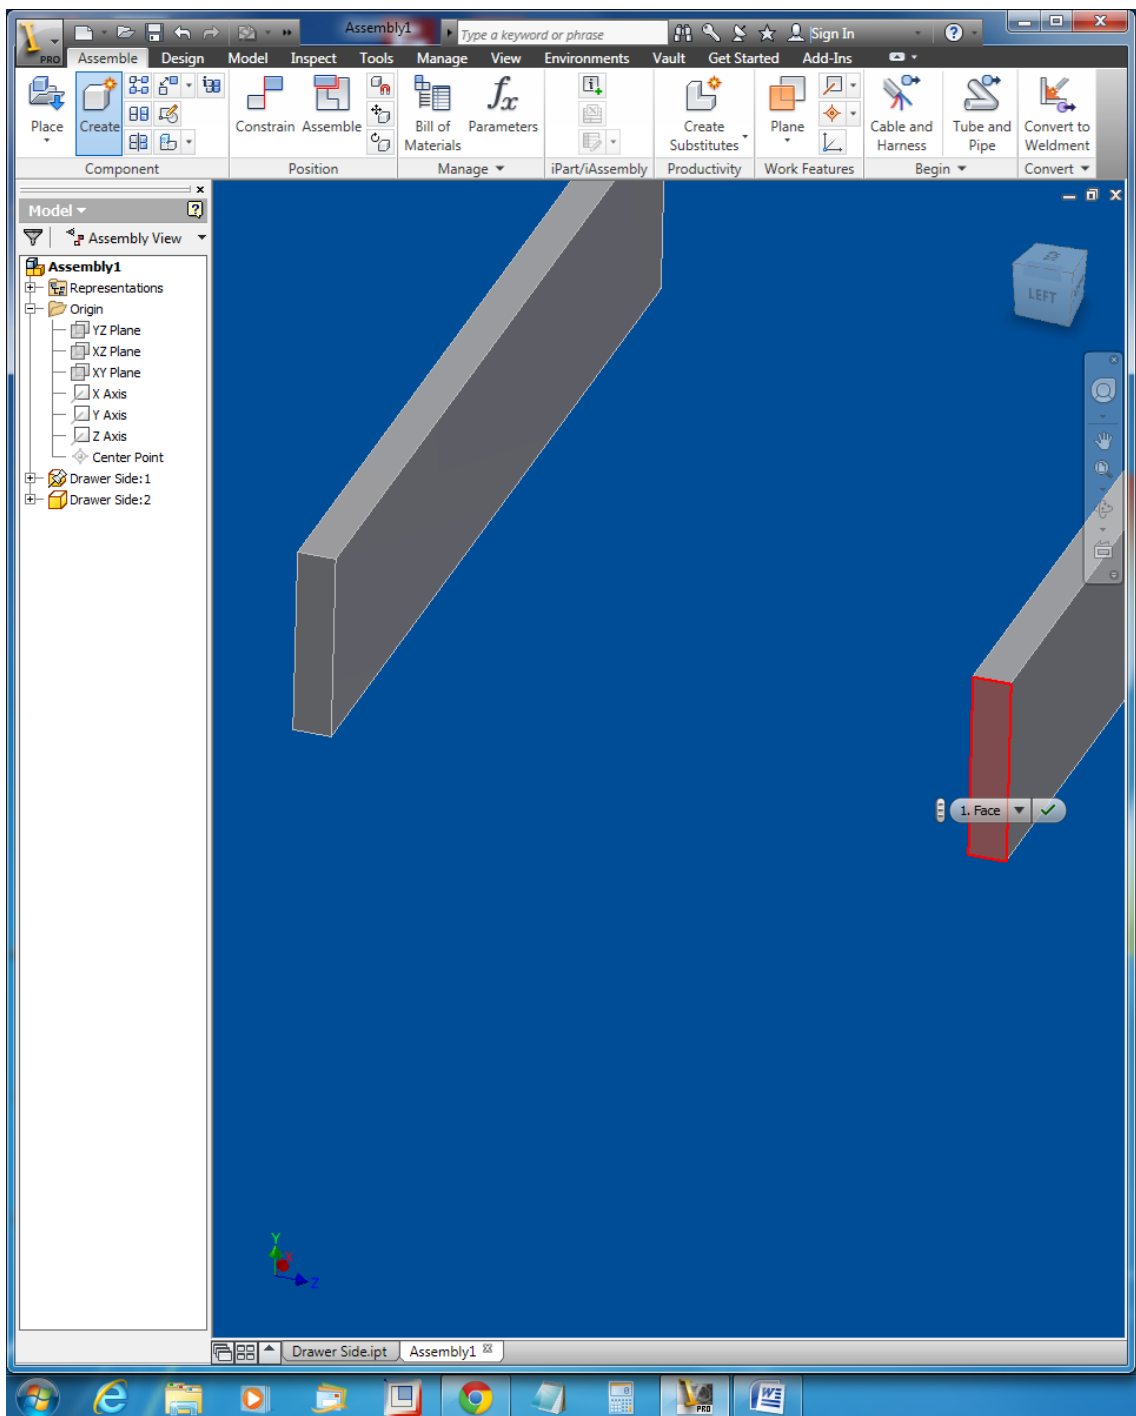 Assembly1
Type a keyword or phrase
Sign In
PRO
Assemble Design Model Inspect Tools Manage View Environments Vault Get Started Add-Ins
Place
Create
Constrain Assemble
Bill of Materials
fx
Parameters
Create Substitutes
Plane
Cable and Harness
Tube and Pipe
Convert to Weldment
Component Position Manage iPart/iAssembly Productivity Work Features Begin Convert
Model
Assembly View
Assembly1
Representations
Origin
YZ Plane
XZ Plane
XY Plane
X Axis
Y Axis
Z Axis
Center Point
Drawer Side:1
Drawer Side:2
LEFT
1. Face
Y
X
Z
Drawer Side.ipt Assembly1
PRO